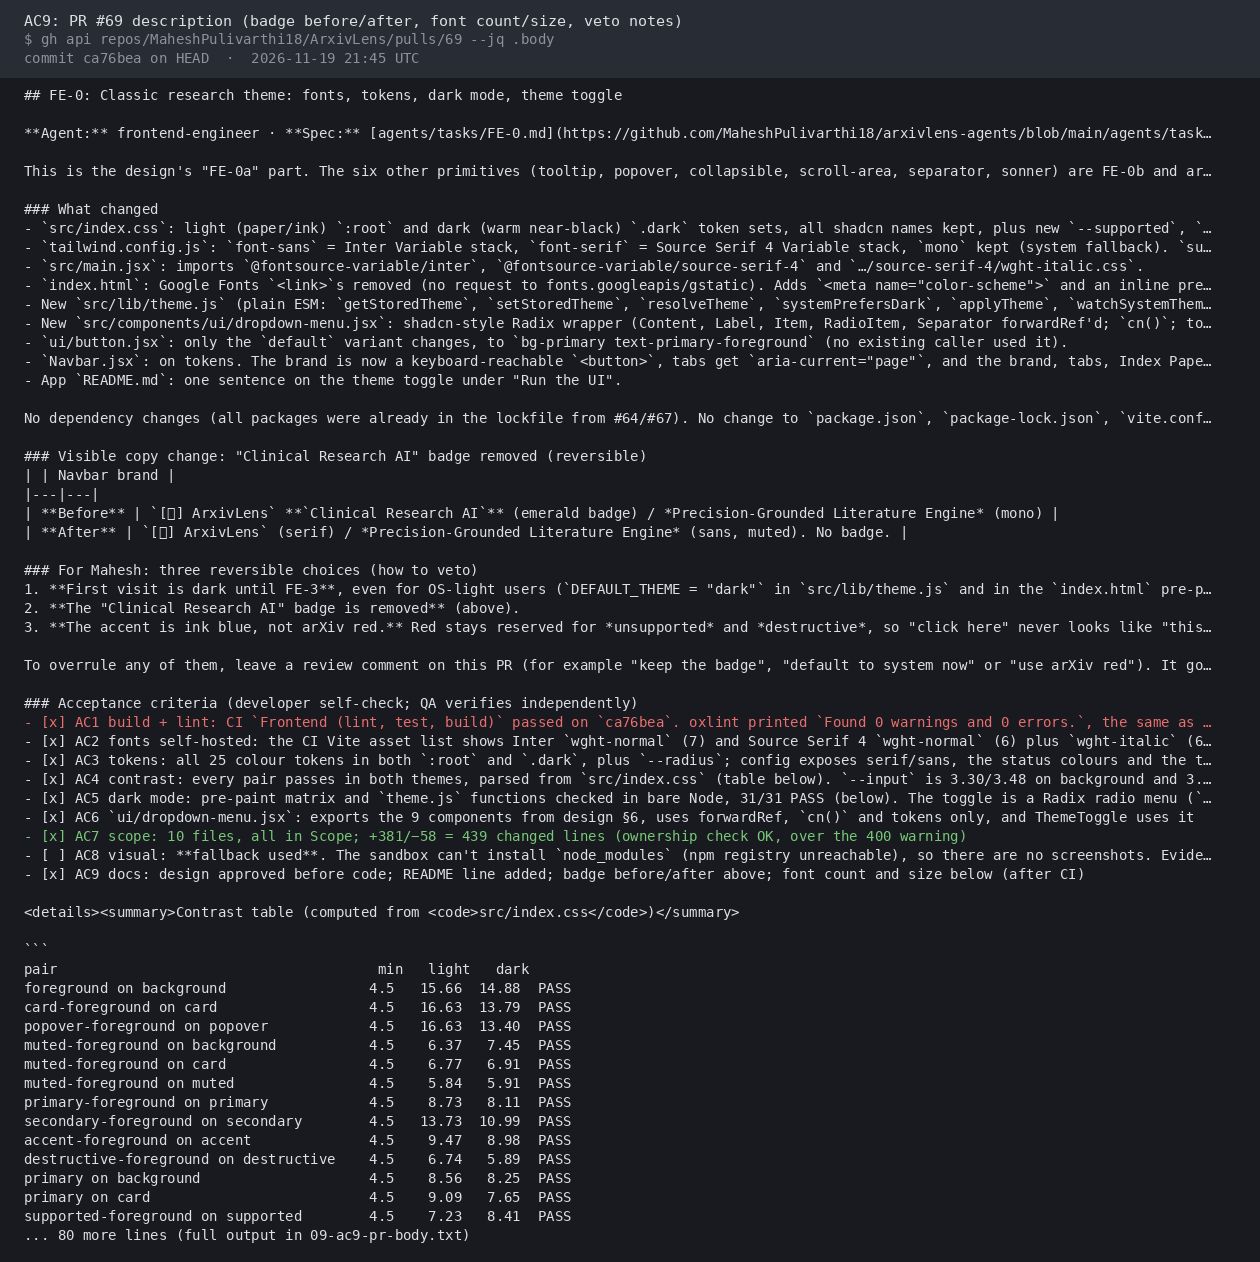 AC9: PR #69 description (badge before/after, font count/size, veto notes)
$ gh api repos/MaheshPulivarthi18/ArxivLens/pulls/69 --jq .body
commit ca76bea on HEAD  ·  2026-11-19 21:45 UTC
## FE-0: Classic research theme: fonts, tokens, dark mode, theme toggle
**Agent:** frontend-engineer · **Spec:** [agents/tasks/FE-0.md](https://github.com/MaheshPulivarthi18/arxivlens-agents/blob/main/agents/task…
This is the design's "FE-0a" part. The six other primitives (tooltip, popover, collapsible, scroll-area, separator, sonner) are FE-0b and ar…
### What changed
- `src/index.css`: light (paper/ink) `:root` and dark (warm near-black) `.dark` token sets, all shadcn names kept, plus new `--supported`, `…
- `tailwind.config.js`: `font-sans` = Inter Variable stack, `font-serif` = Source Serif 4 Variable stack, `mono` kept (system fallback). `su…
- `src/main.jsx`: imports `@fontsource-variable/inter`, `@fontsource-variable/source-serif-4` and `…/source-serif-4/wght-italic.css`.
- `index.html`: Google Fonts `<link>`s removed (no request to fonts.googleapis/gstatic). Adds `<meta name="color-scheme">` and an inline pre…
- New `src/lib/theme.js` (plain ESM: `getStoredTheme`, `setStoredTheme`, `resolveTheme`, `systemPrefersDark`, `applyTheme`, `watchSystemThem…
- New `src/components/ui/dropdown-menu.jsx`: shadcn-style Radix wrapper (Content, Label, Item, RadioItem, Separator forwardRef'd; `cn()`; to…
- `ui/button.jsx`: only the `default` variant changes, to `bg-primary text-primary-foreground` (no existing caller used it).
- `Navbar.jsx`: on tokens. The brand is now a keyboard-reachable `<button>`, tabs get `aria-current="page"`, and the brand, tabs, Index Pape…
- App `README.md`: one sentence on the theme toggle under "Run the UI".
No dependency changes (all packages were already in the lockfile from #64/#67). No change to `package.json`, `package-lock.json`, `vite.conf…
### Visible copy change: "Clinical Research AI" badge removed (reversible)
| | Navbar brand |
|---|---|
| **Before** | `[▯] ArxivLens` **`Clinical Research AI`** (emerald badge) / *Precision-Grounded Literature Engine* (mono) |
| **After** | `[▯] ArxivLens` (serif) / *Precision-Grounded Literature Engine* (sans, muted). No badge. |
### For Mahesh: three reversible choices (how to veto)
1. **First visit is dark until FE-3**, even for OS-light users (`DEFAULT_THEME = "dark"` in `src/lib/theme.js` and in the `index.html` pre-p…
2. **The "Clinical Research AI" badge is removed** (above).
3. **The accent is ink blue, not arXiv red.** Red stays reserved for *unsupported* and *destructive*, so "click here" never looks like "this…
To overrule any of them, leave a review comment on this PR (for example "keep the badge", "default to system now" or "use arXiv red"). It go…
### Acceptance criteria (developer self-check; QA verifies independently)
- [x] AC1 build + lint: CI `Frontend (lint, test, build)` passed on `ca76bea`. oxlint printed `Found 0 warnings and 0 errors.`, the same as …
- [x] AC2 fonts self-hosted: the CI Vite asset list shows Inter `wght-normal` (7) and Source Serif 4 `wght-normal` (6) plus `wght-italic` (6…
- [x] AC3 tokens: all 25 colour tokens in both `:root` and `.dark`, plus `--radius`; config exposes serif/sans, the status colours and the t…
- [x] AC4 contrast: every pair passes in both themes, parsed from `src/index.css` (table below). `--input` is 3.30/3.48 on background and 3.…
- [x] AC5 dark mode: pre-paint matrix and `theme.js` functions checked in bare Node, 31/31 PASS (below). The toggle is a Radix radio menu (`…
- [x] AC6 `ui/dropdown-menu.jsx`: exports the 9 components from design §6, uses forwardRef, `cn()` and tokens only, and ThemeToggle uses it
- [x] AC7 scope: 10 files, all in Scope; +381/−58 = 439 changed lines (ownership check OK, over the 400 warning)
- [ ] AC8 visual: **fallback used**. The sandbox can't install `node_modules` (npm registry unreachable), so there are no screenshots. Evide…
- [x] AC9 docs: design approved before code; README line added; badge before/after above; font count and size below (after CI)
<details><summary>Contrast table (computed from <code>src/index.css</code>)</summary>
```
pair                                      min   light   dark
foreground on background                 4.5   15.66  14.88  PASS
card-foreground on card                  4.5   16.63  13.79  PASS
popover-foreground on popover            4.5   16.63  13.40  PASS
muted-foreground on background           4.5    6.37   7.45  PASS
muted-foreground on card                 4.5    6.77   6.91  PASS
muted-foreground on muted                4.5    5.84   5.91  PASS
primary-foreground on primary            4.5    8.73   8.11  PASS
secondary-foreground on secondary        4.5   13.73  10.99  PASS
accent-foreground on accent              4.5    9.47   8.98  PASS
destructive-foreground on destructive    4.5    6.74   5.89  PASS
primary on background                    4.5    8.56   8.25  PASS
primary on card                          4.5    9.09   7.65  PASS
supported-foreground on supported        4.5    7.23   8.41  PASS
... 80 more lines (full output in 09-ac9-pr-body.txt)